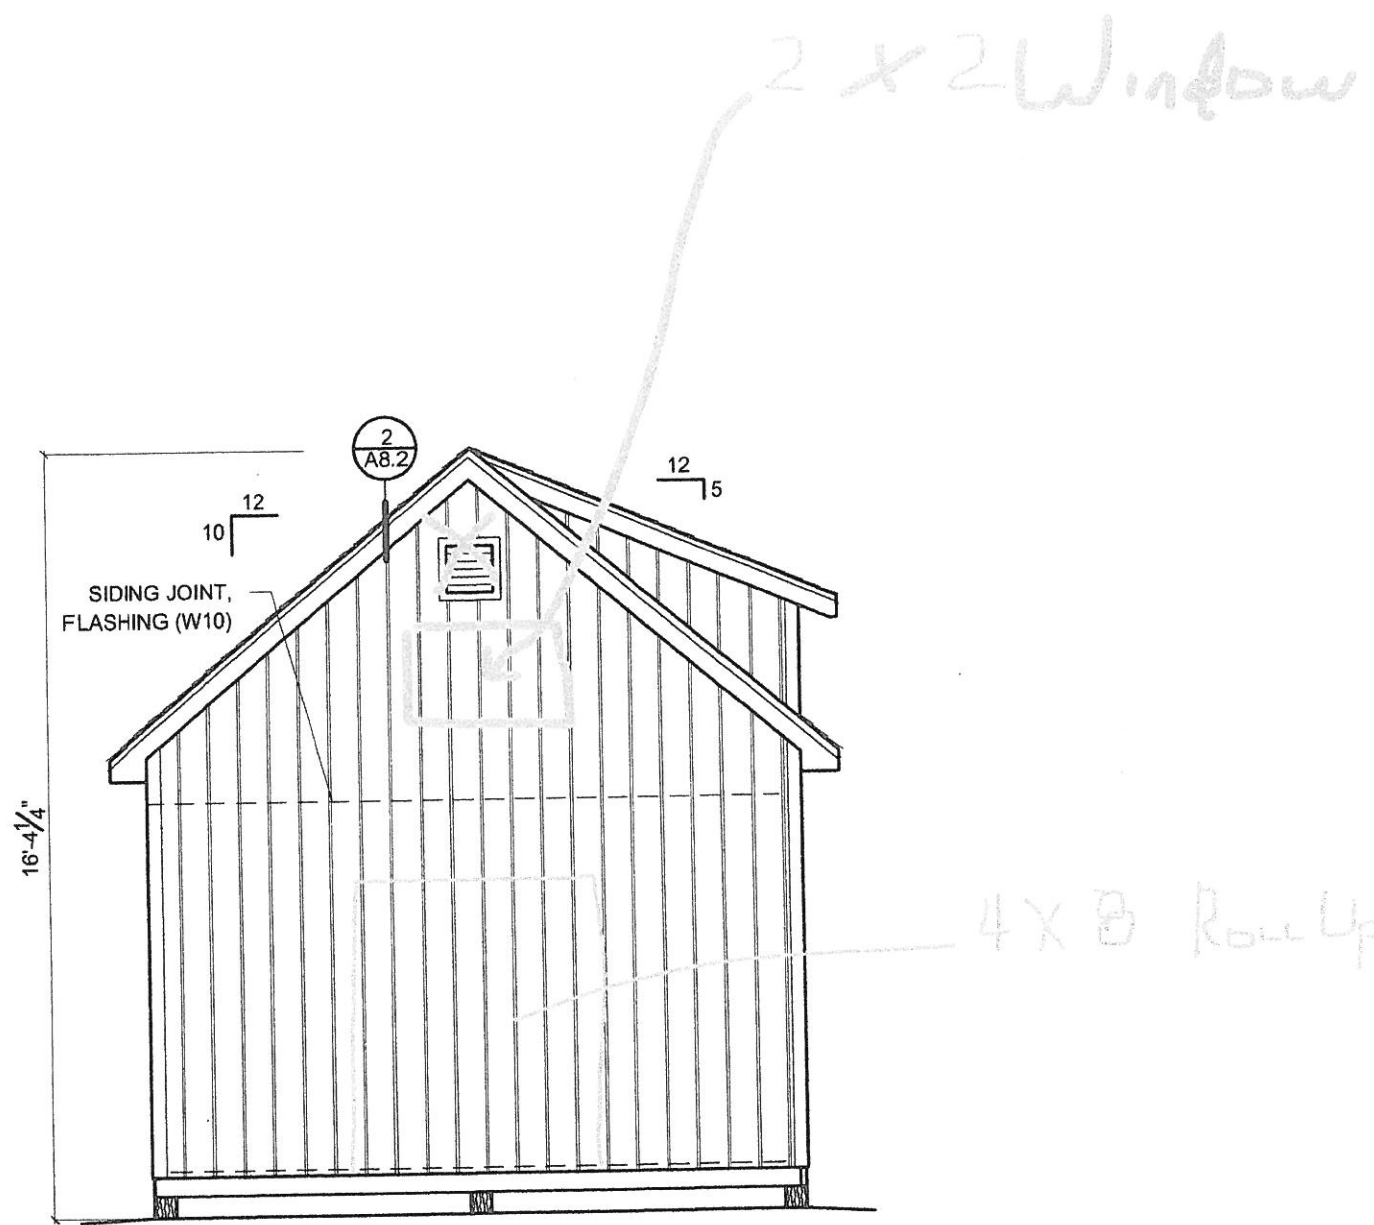 2 X 2 Window
2
A8.2
12
5
12
10
SIDING JOINT,
FLASHING (W10)
16'-4¼"
4 X 8 Roll Up